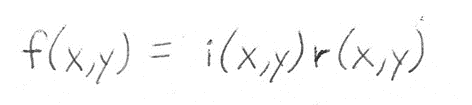 f(x,y) = i(x,y)r(x,y)